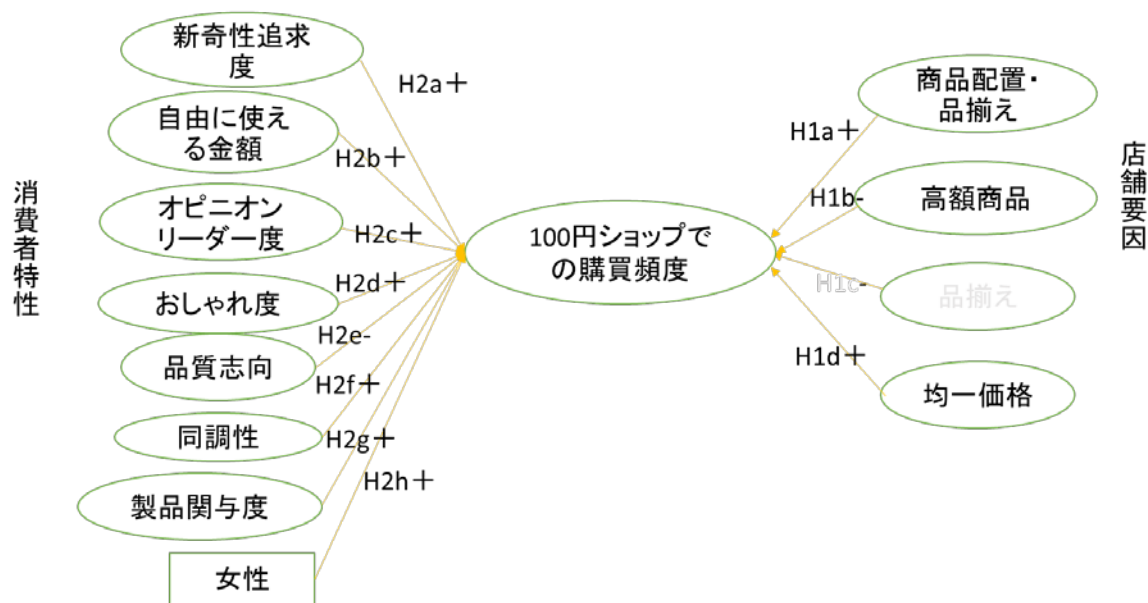 消費者特性
新奇性追求
度
自由に使え
る金額
オピニオン
リーダー度
おしゃれ度
品質志向
同調性
製品関与度
女性
H2a＋
H2b＋
H2c＋
H2d＋
H2e-
H2f＋
H2g＋
H2h＋
100円ショップで
の購買頻度
H1a＋
H1b-
H1c-
H1d＋
商品配置・
品揃え
高額商品
品揃え
均一価格
店舗要因